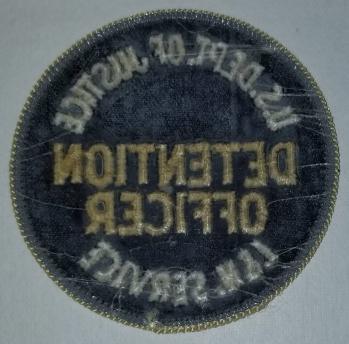 U.S. DEPT. OF JUSTICE
DETENTION
OFFICER
I & N SERVICE